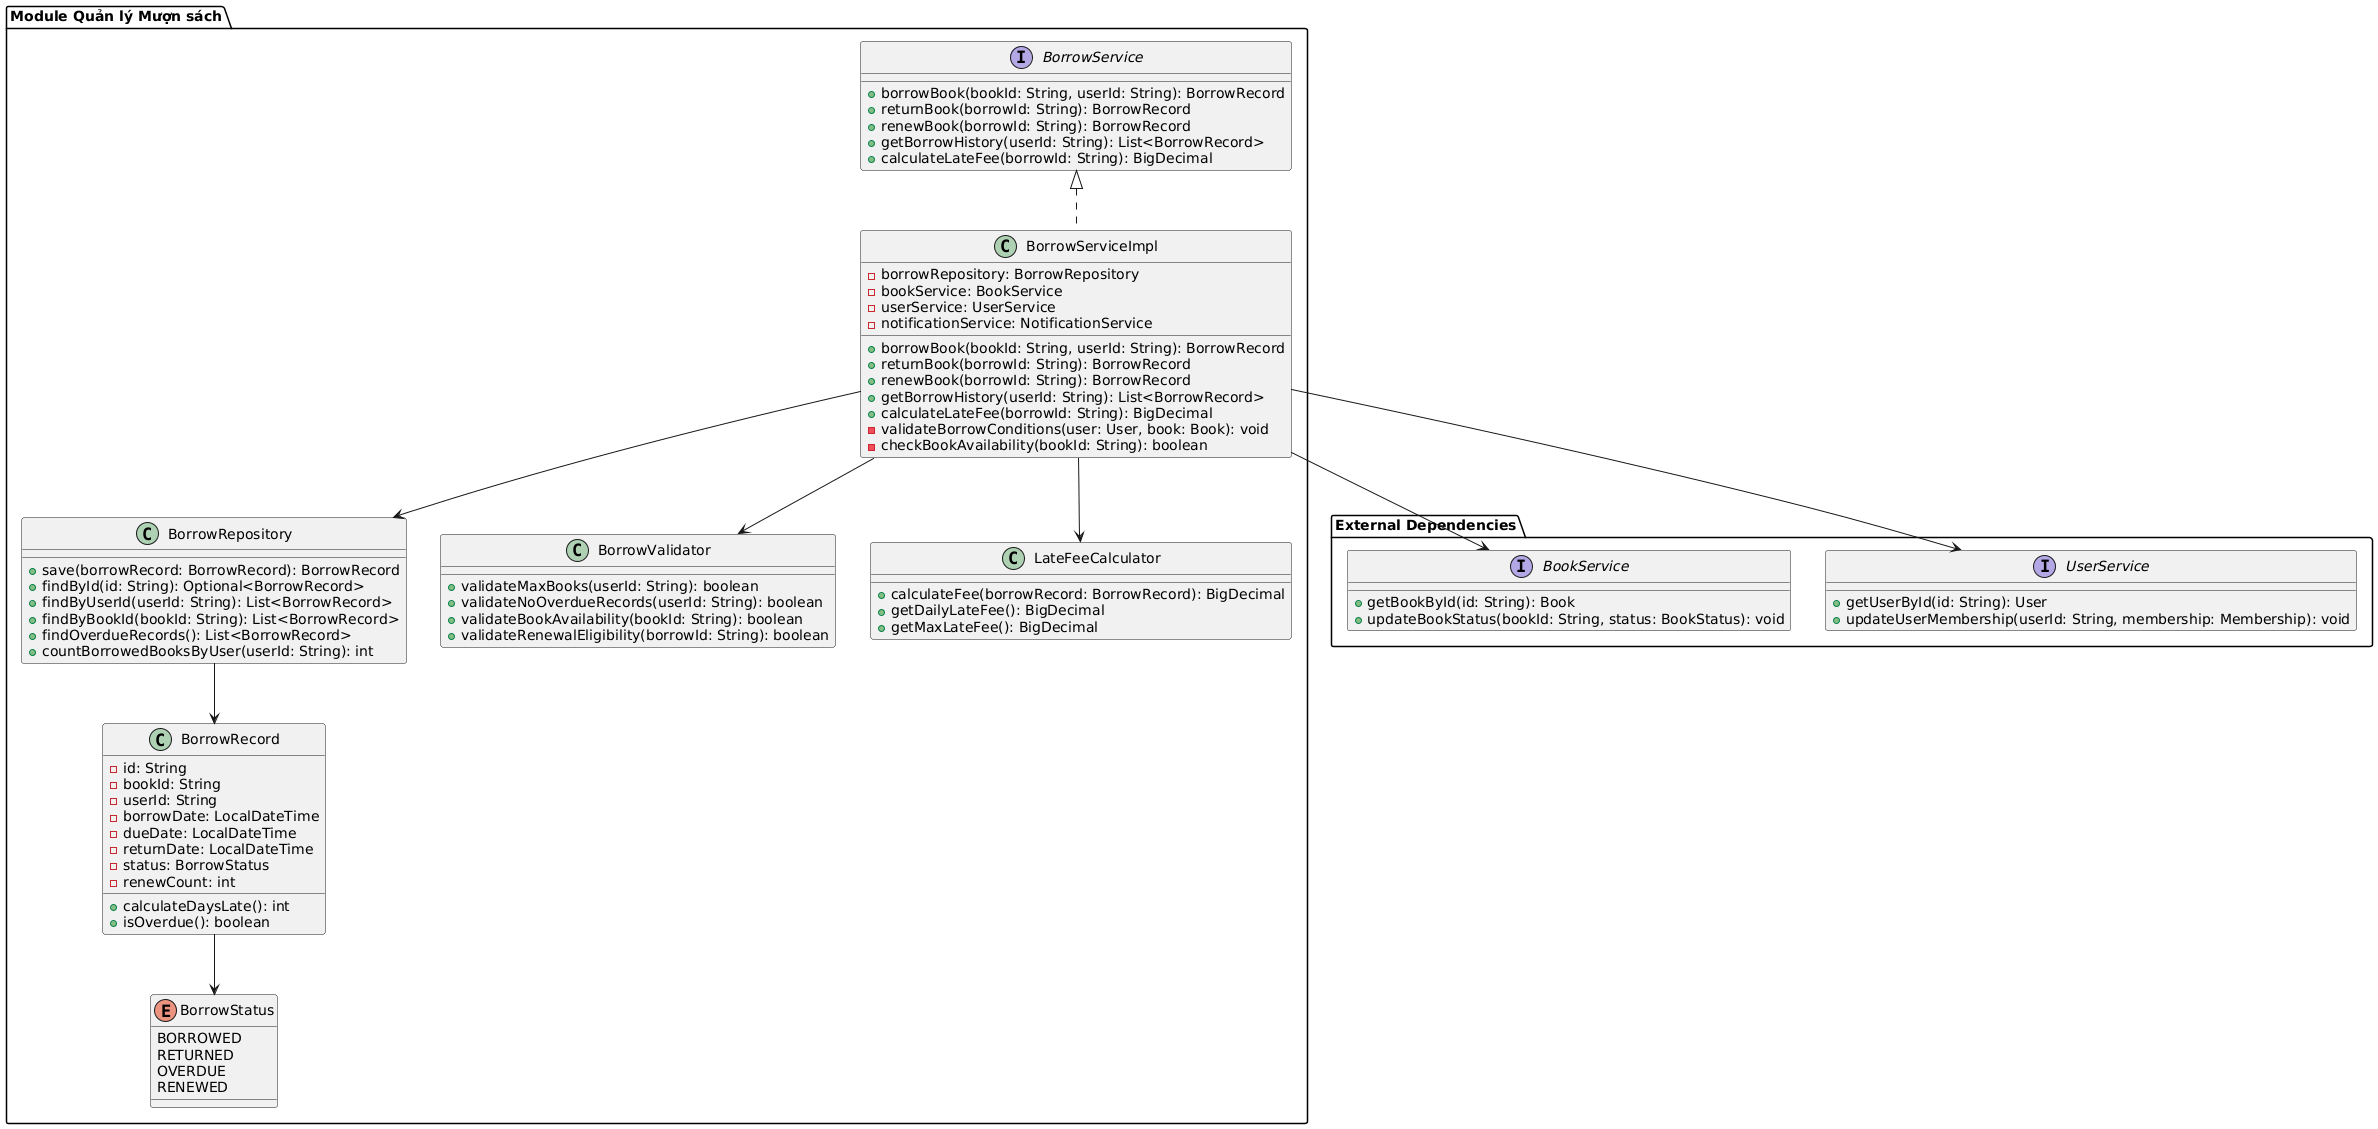 Module Quản lý Mượn sách
I BorrowService
borrowBook(bookId: String, userId: String): BorrowRecord
returnBook(borrowId: String): BorrowRecord
renewBook(borrowId: String): BorrowRecord
getBorrowHistory(userId: String): List<BorrowRecord>
calculateLateFee(borrowId: String): BigDecimal
C BorrowServiceImpl
borrowRepository: BorrowRepository
bookService: BookService
userService: UserService
notificationService: NotificationService
borrowBook(bookId: String, userId: String): BorrowRecord
returnBook(borrowId: String): BorrowRecord
renewBook(borrowId: String): BorrowRecord
getBorrowHistory(userId: String): List<BorrowRecord>
calculateLateFee(borrowId: String): BigDecimal
validateBorrowConditions(user: User, book: Book): void
checkBookAvailability(bookId: String): boolean
C BorrowRepository
save(borrowRecord: BorrowRecord): BorrowRecord
findById(id: String): Optional<BorrowRecord>
findByUserId(userId: String): List<BorrowRecord>
findByBookId(bookId: String): List<BorrowRecord>
findOverdueRecords(): List<BorrowRecord>
countBorrowedBooksByUser(userId: String): int
C BorrowValidator
validateMaxBooks(userId: String): boolean
validateNoOverdueRecords(userId: String): boolean
validateBookAvailability(bookId: String): boolean
validateRenewalEligibility(borrowId: String): boolean
C LateFeeCalculator
calculateFee(borrowRecord: BorrowRecord): BigDecimal
getDailyLateFee(): BigDecimal
getMaxLateFee(): BigDecimal
External Dependencies
I BookService
getBookById(id: String): Book
updateBookStatus(bookId: String, status: BookStatus): void
I UserService
getUserById(id: String): User
updateUserMembership(userId: String, membership: Membership): void
C BorrowRecord
id: String
bookId: String
userId: String
borrowDate: LocalDateTime
dueDate: LocalDateTime
returnDate: LocalDateTime
status: BorrowStatus
renewCount: int
calculateDaysLate(): int
isOverdue(): boolean
E BorrowStatus
BORROWED
RETURNED
OVERDUE
RENEWED